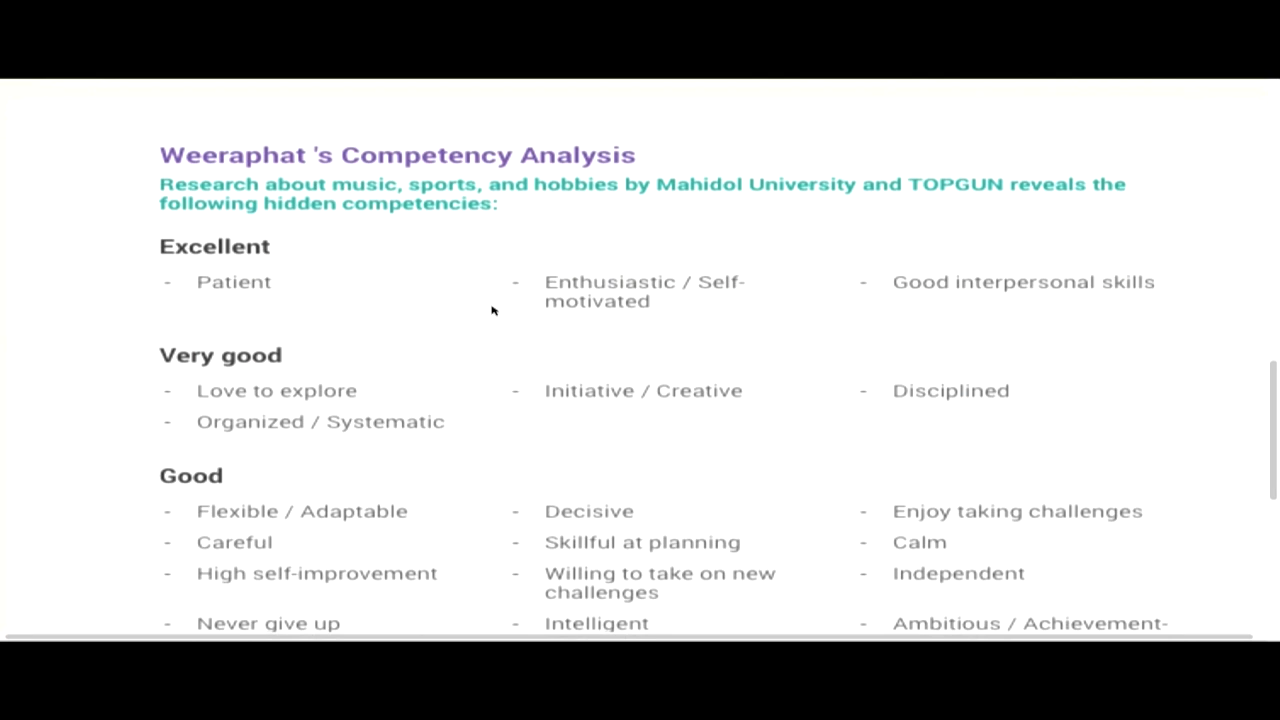 Weeraphat 's Competency Analysis
Research about music, sports, and hobbies by Mahidol University and TOPGUN reveals the
following hidden competencies:
Excellent
- Patient - Enthusiastic / Self- - Good interpersonal skills
motivated
Very good
- Love to explore - Initiative / Creative - Disciplined
- Organized / Systematic
Good
- Flexible / Adaptable - Decisive - Enjoy taking challenges
- Careful - Skillful at planning - Calm
- High self-improvement - Willing to take on new - Independent
challenges
- Never give up - Intelligent - Ambitious / Achievement-